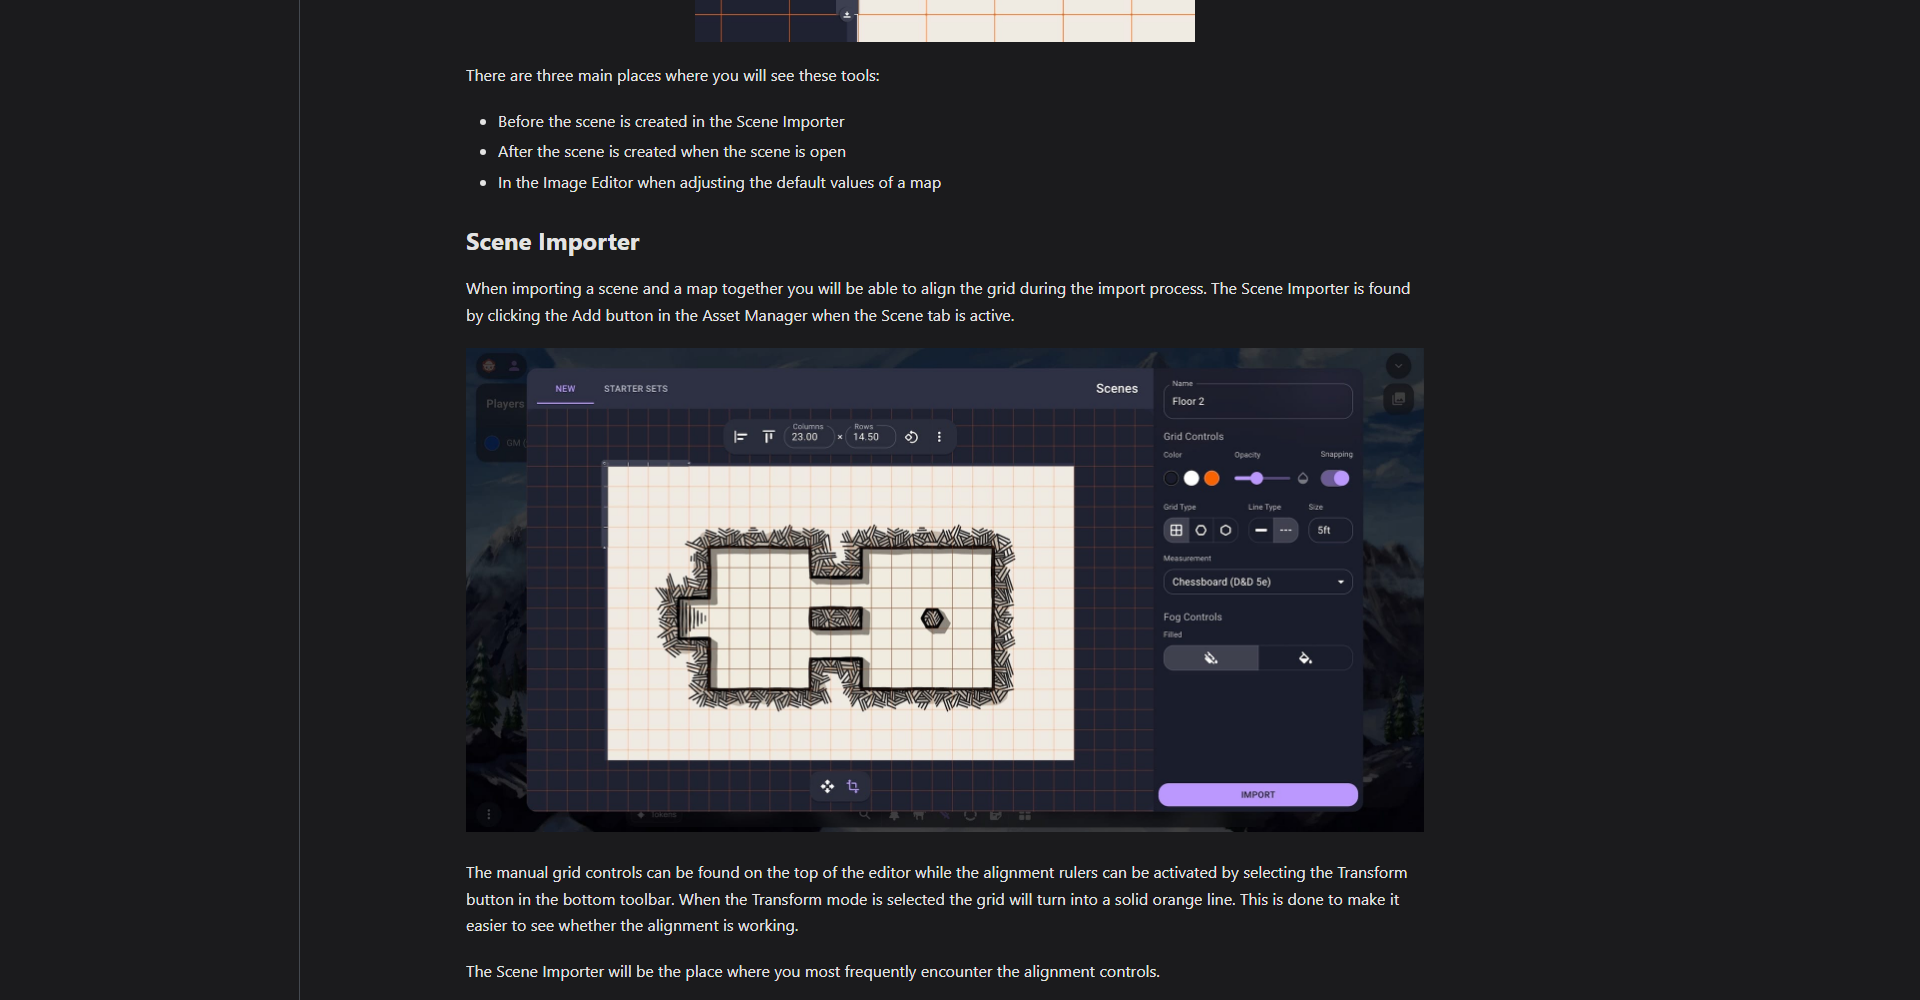 There are three main places where you will see these tools:
Before the scene is created in the Scene Importer
After the scene is created when the scene is open
In the Image Editor when adjusting the default values of a map
Scene Importer
When importing a scene and a map together you will be able to align the grid during the import process. The Scene Importer is found
by clicking the Add button in the Asset Manager when the Scene tab is active.
Players
GM
NEW
STARTER SETS
Scenes
Columns
23.00
×
Rows
14.50
Name
Floor 2
Grid Controls
Color
Opacity
Snapping
Grid Type
Line Type
Size
5ft
Measurement
Chessboard (D&D 5e)
Fog Controls
Filled
IMPORT
Tokens
The manual grid controls can be found on the top of the editor while the alignment rulers can be activated by selecting the Transform
button in the bottom toolbar. When the Transform mode is selected the grid will turn into a solid orange line. This is done to make it
easier to see whether the alignment is working.
The Scene Importer will be the place where you most frequently encounter the alignment controls.